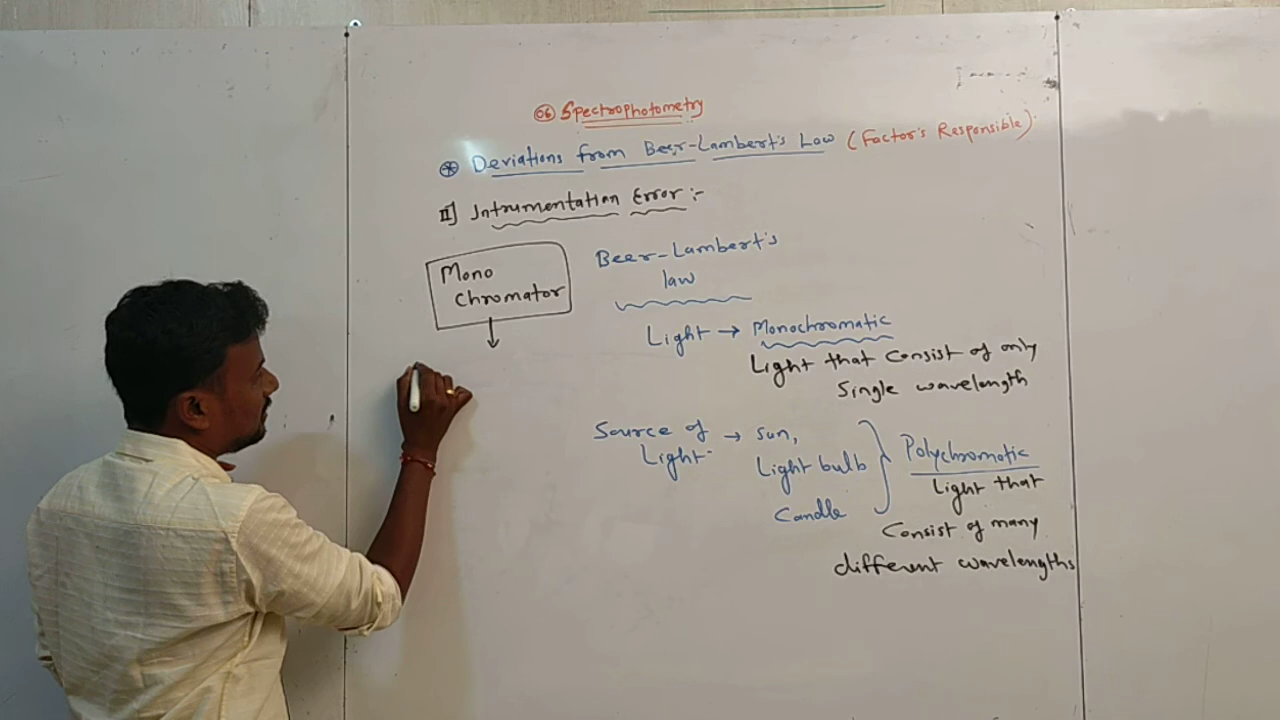 06 Spectrophotometry
Deviations from Beer-Lambert's Law (Factor's Responsible)
II] Intrumentation Error :-
Mono
Chromator
Beer-Lambert's
law
Light → Monochromatic
Light that Consist of only
Single wavelength
Source of → Sun,
Light
Light bulb
Candle
Polychromatic
Light that
Consist of many
different wavelengths